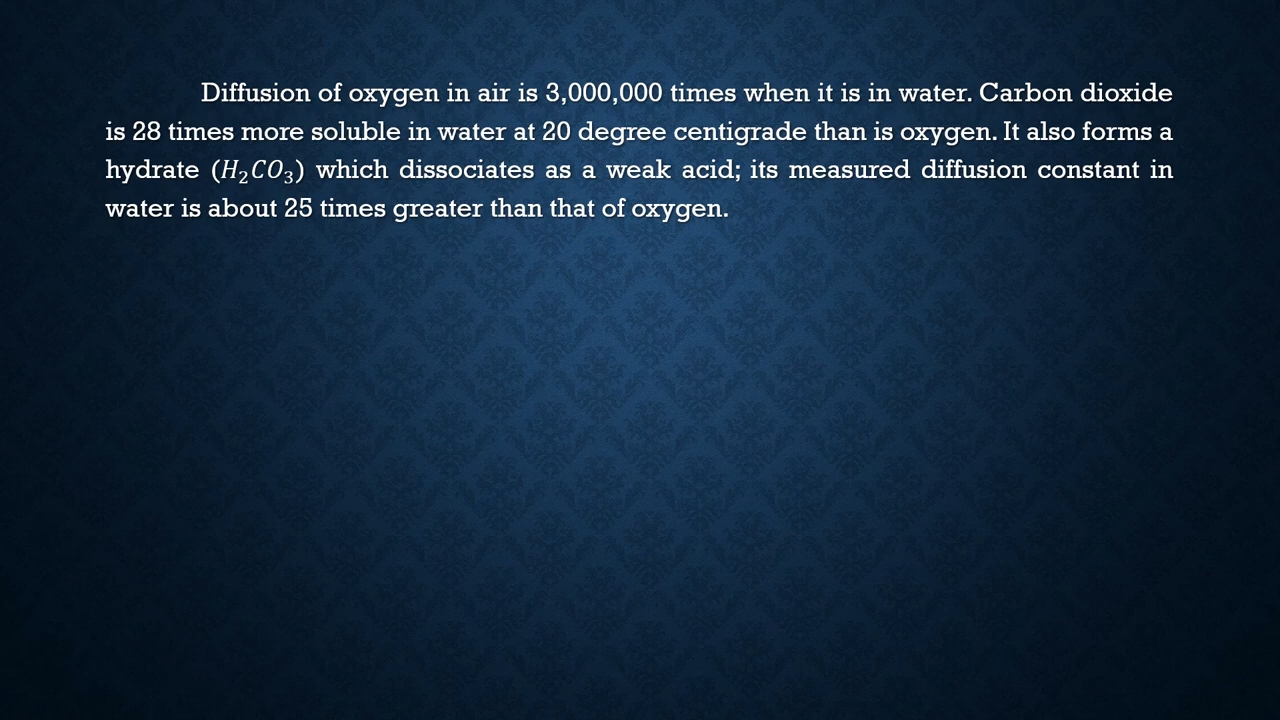 Diffusion of oxygen in air is 3,000,000 times when it is in water. Carbon dioxide
is 28 times more soluble in water at 20 degree centigrade than is oxygen. It also forms a
hydrate (H₂CO₃) which dissociates as a weak acid; its measured diffusion constant in
water is about 25 times greater than that of oxygen.